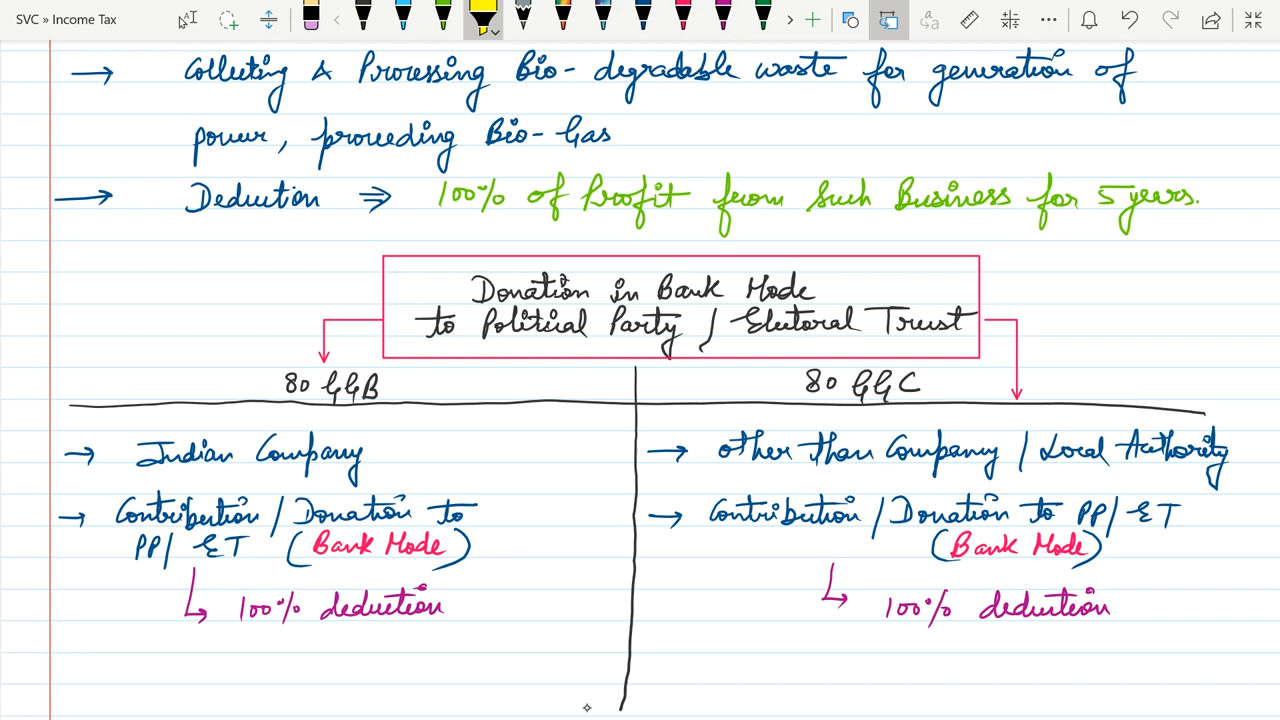 SVC » Income Tax
→ Collecting & Processing Bio-degradable waste for generation of
power, proceeding Bio-Gas
→ Deduction ⇒ 100% of Profit from Such Business for 5 years.
Donation in Bank Mode
to Political Party / Electoral Trust
80 GGB
80 GGC
→ Indian Company
→ Contribution / Donation to
PP/ ET (Bank Mode)
↳ 100% deduction
→ other than Company / Local Authority
→ Contribution / Donation to PP/ ET
(Bank Mode)
↳ 100% deduction